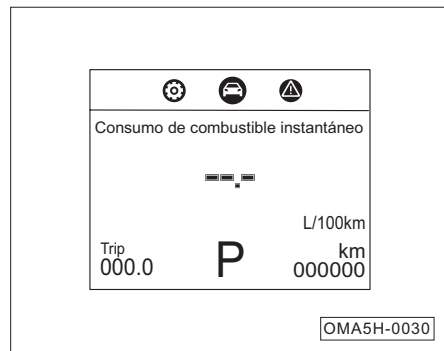 Consumo de combustible instantáneo
--.-
L/100km
Trip
000.0
P
km
000000
OMA5H-0030